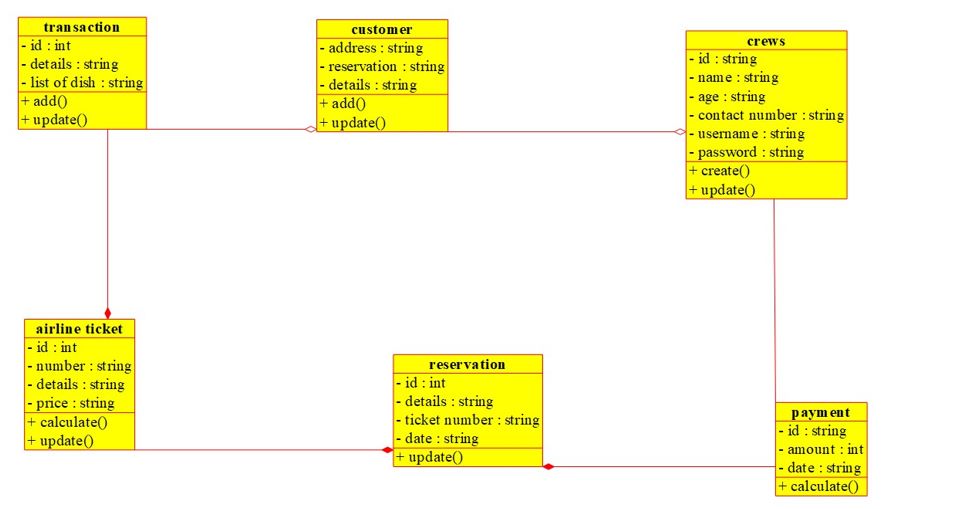 transaction
- id : int
- details : string
- list of dish : string
+ add()
+ update()
customer
- address : string
- reservation : string
- details : string
+ add()
+ update()
crews
- id : string
- name : string
- age : string
- contact number : string
- username : string
- password : string
+ create()
+ update()
airline ticket
- id : int
- number : string
- details : string
- price : string
+ calculate()
+ update()
reservation
- id : int
- details : string
- ticket number : string
- date : string
+ update()
payment
- id : string
- amount : int
- date : string
+ calculate()